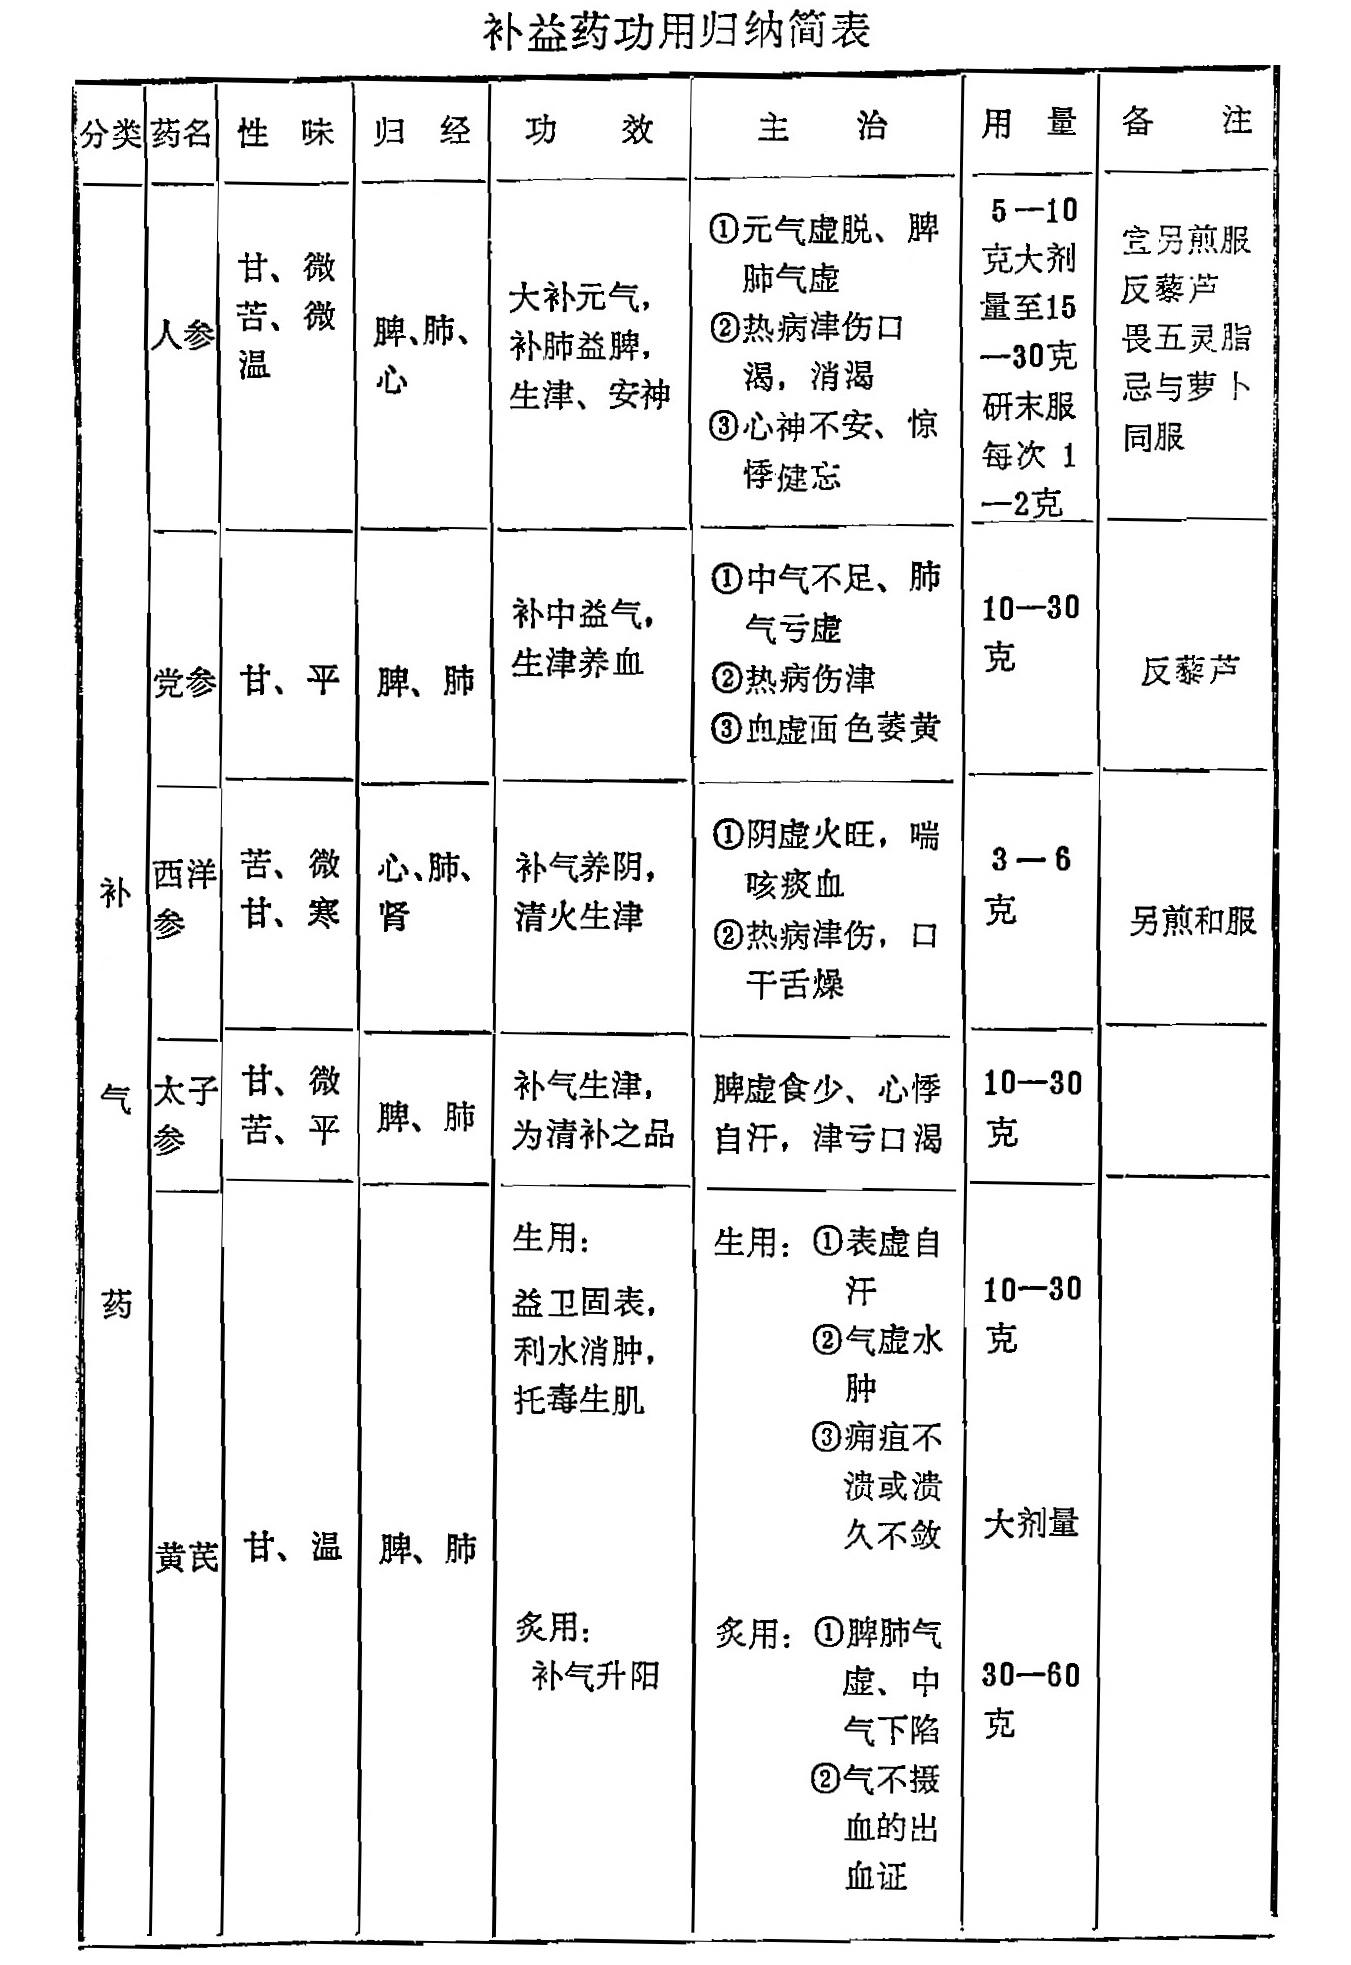 补益药功用归纳简表
分类 药名 性味 归经 功效 主治 用量 备注
补
气
药
人参
甘、微
苦、微
温
脾、肺、
心
大补元气，
补肺益脾，
生津、安神
①元气虚脱、脾
肺气虚
②热病津伤口
渴，消渴
③心神不安、惊
悸健忘
5—10
克大剂
量至15
—30克
研末服
每次 1
—2克
宜另煎服
反藜芦
畏五灵脂
忌与萝卜
同服
党参
甘、平
脾、肺
补中益气，
生津养血
①中气不足、肺
气亏虚
②热病伤津
③血虚面色萎黄
10—30
克
反藜芦
西洋
参
苦、微
甘、寒
心、肺、
肾
补气养阴，
清火生津
①阴虚火旺，喘
咳痰血
②热病津伤，口
干舌燥
3—6
克
另煎和服
太子
参
甘、微
苦、平
脾、肺
补气生津，
为清补之品
脾虚食少、心悸
自汗，津亏口渴
10—30
克
黄芪
甘、温
脾、肺
生用：
益卫固表，
利水消肿，
托毒生肌
炙用：
补气升阳
生用：①表虚自
汗
②气虚水
肿
③痈疽不
溃或溃
久不敛
炙用：①脾肺气
虚、中
气下陷
②气不摄
血的出
血证
10—30
克
大剂量
30—60
克